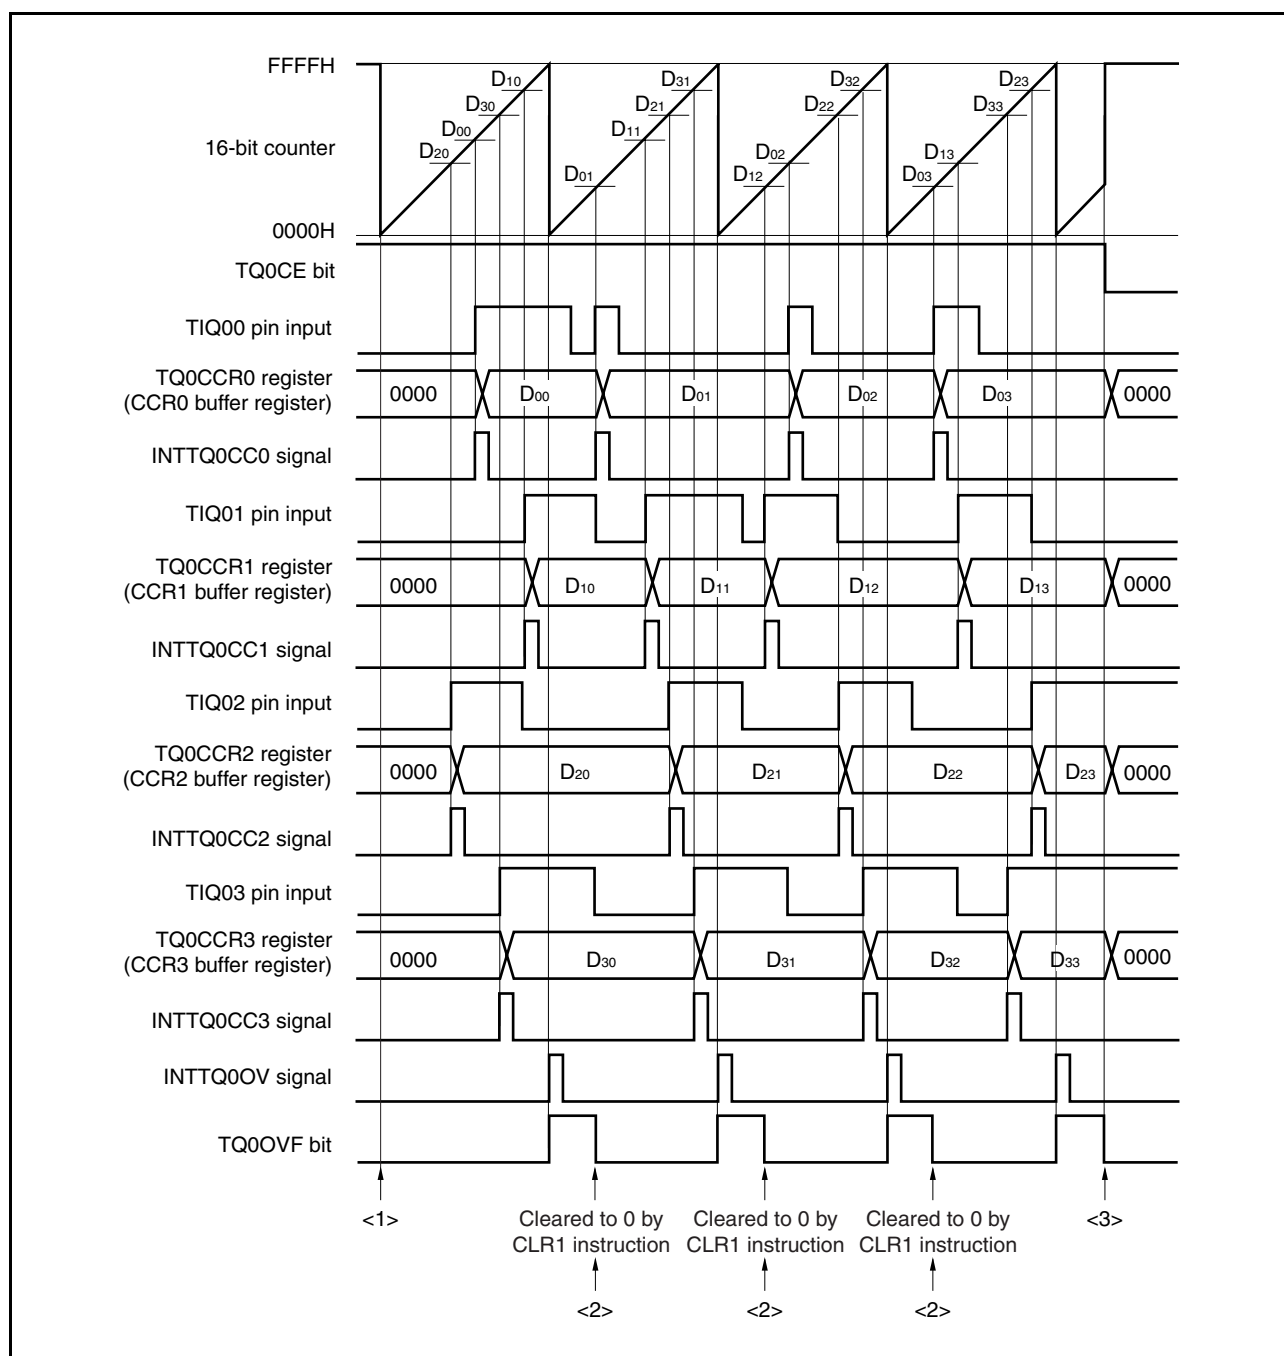 FFFFH
D10
D31
D32
D23
D30
D21
D22
D33
16-bit counter
D00
D11
D02
D13
D20
D01
D12
D03
0000H
TQ0CE bit
TIQ00 pin input
TQ0CCR0 register
(CCR0 buffer register)
0000
D00
D01
D02
D03
0000
INTTQ0CC0 signal
TIQ01 pin input
TQ0CCR1 register
(CCR1 buffer register)
0000
D10
D11
D12
D13
0000
INTTQ0CC1 signal
TIQ02 pin input
TQ0CCR2 register
(CCR2 buffer register)
0000
D20
D21
D22
D23
0000
INTTQ0CC2 signal
TIQ03 pin input
TQ0CCR3 register
(CCR3 buffer register)
0000
D30
D31
D32
D33
0000
INTTQ0CC3 signal
INTTQ0OV signal
TQ0OVF bit
<1>
Cleared to 0 by
CLR1 instruction
<2>
Cleared to 0 by
CLR1 instruction
<2>
Cleared to 0 by
CLR1 instruction
<2>
<3>